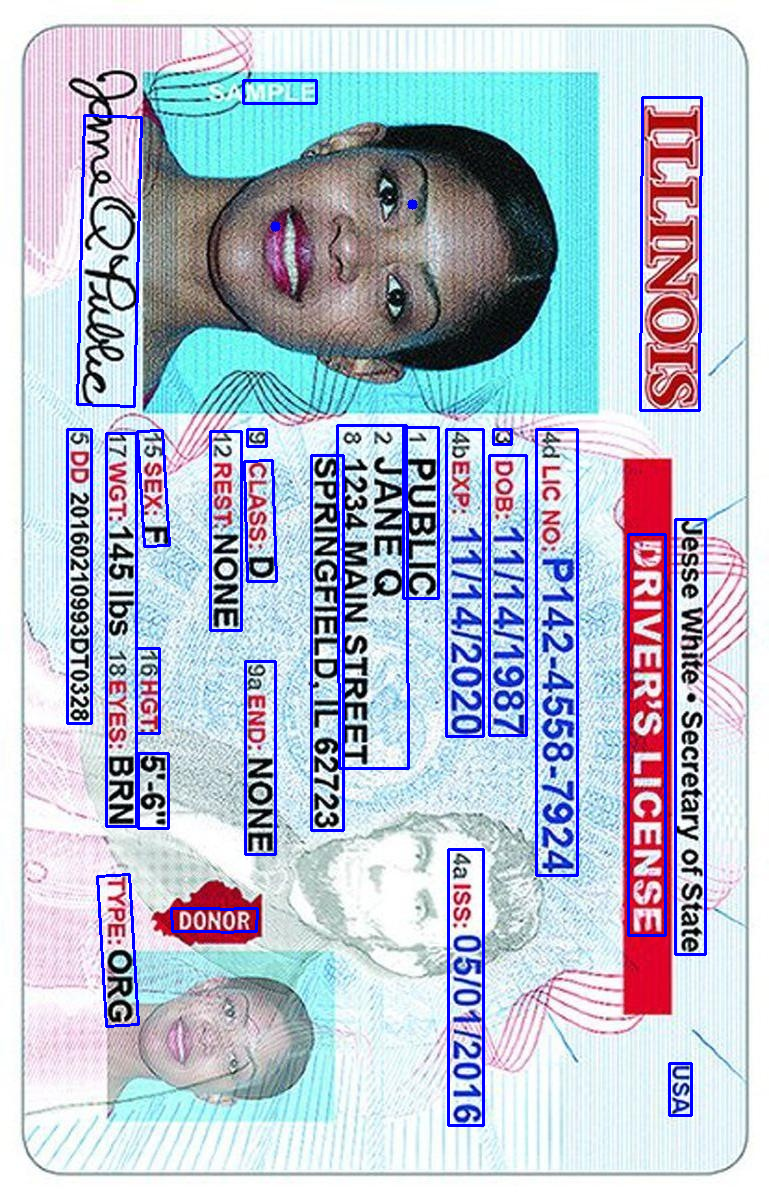 ILLINOIS
USA
Jesse White • Secretary of State
DRIVER'S LICENSE
SAMPLE
4d LIC NO: P142-4558-7924
3 DOB: 11/14/1987
4b EXP: 11/14/2020
4a ISS: 05/01/2016
1 PUBLIC
2 JANE Q
8 1234 MAIN STREET
SPRINGFIELD, IL 62723
9 CLASS: D
9a END: NONE
12 REST: NONE
15 SEX: F
16 HGT: 5'-6"
17 WGT: 145 lbs
18 EYES: BRN
5 DD 20160210993DT0328
DONOR
TYPE: ORG
Jane Q Public